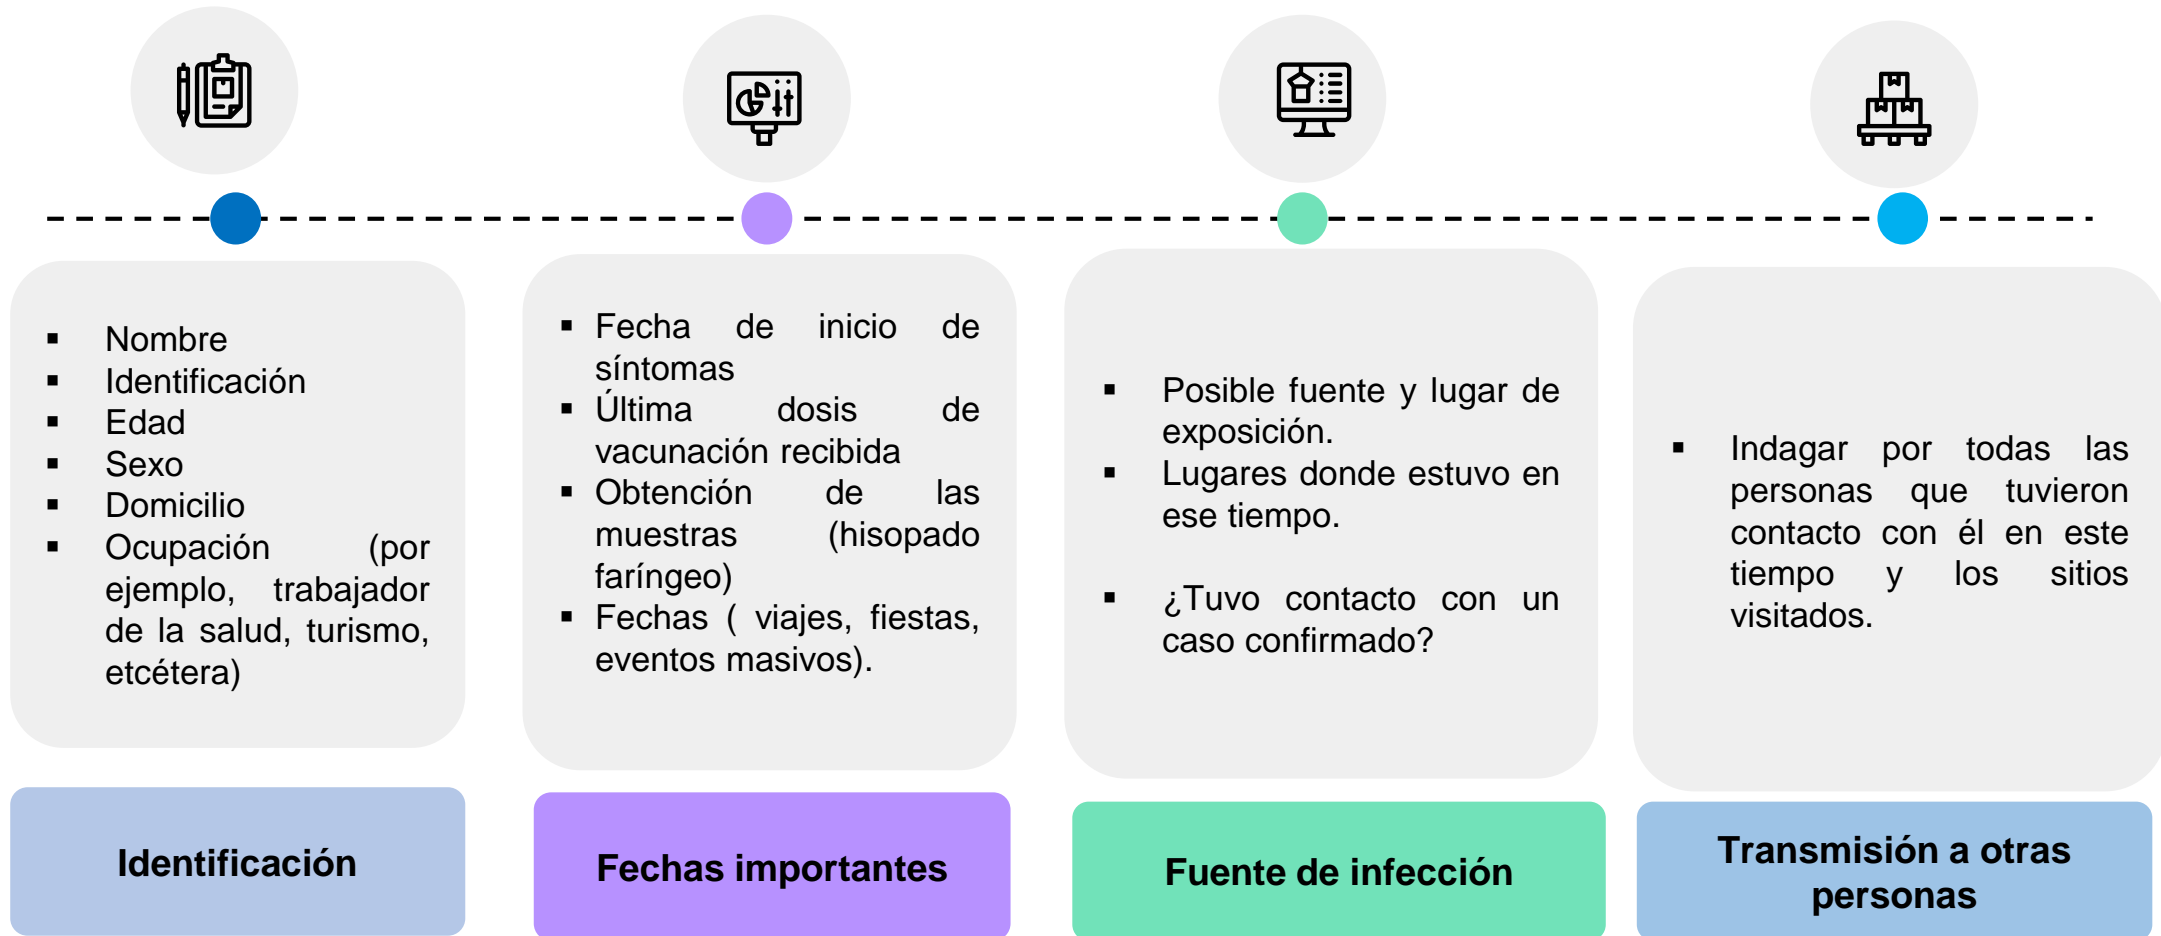 ▪ Nombre
▪ Identificación
▪ Edad
▪ Sexo
▪ Domicilio
▪ Ocupación (por
ejemplo, trabajador
de la salud, turismo,
etcétera)
Identificación
▪ Fecha de inicio de
síntomas
▪ Última dosis de
vacunación recibida
▪ Obtención de las
muestras (hisopado
faríngeo)
▪ Fechas ( viajes, fiestas,
eventos masivos).
Fechas importantes
▪ Posible fuente y lugar de
exposición.
▪ Lugares donde estuvo en
ese tiempo.
▪ ¿Tuvo contacto con un
caso confirmado?
Fuente de infección
▪ Indagar por todas las
personas que tuvieron
contacto con él en este
tiempo y los sitios
visitados.
Transmisión a otras
personas